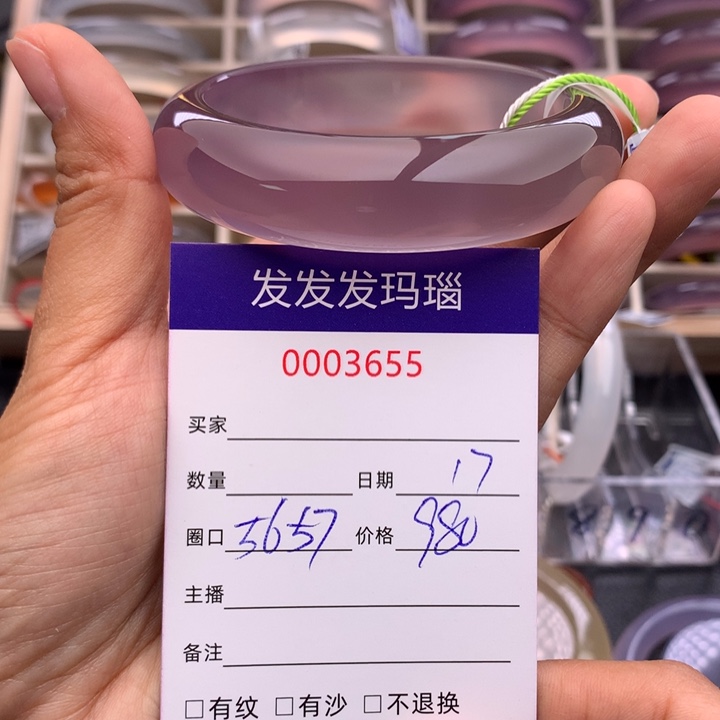 发发发玛瑙
0003655
买家
数量 日期 17
圈口 5657 价格 980
主播
备注
□有纹 □有沙 □不退换